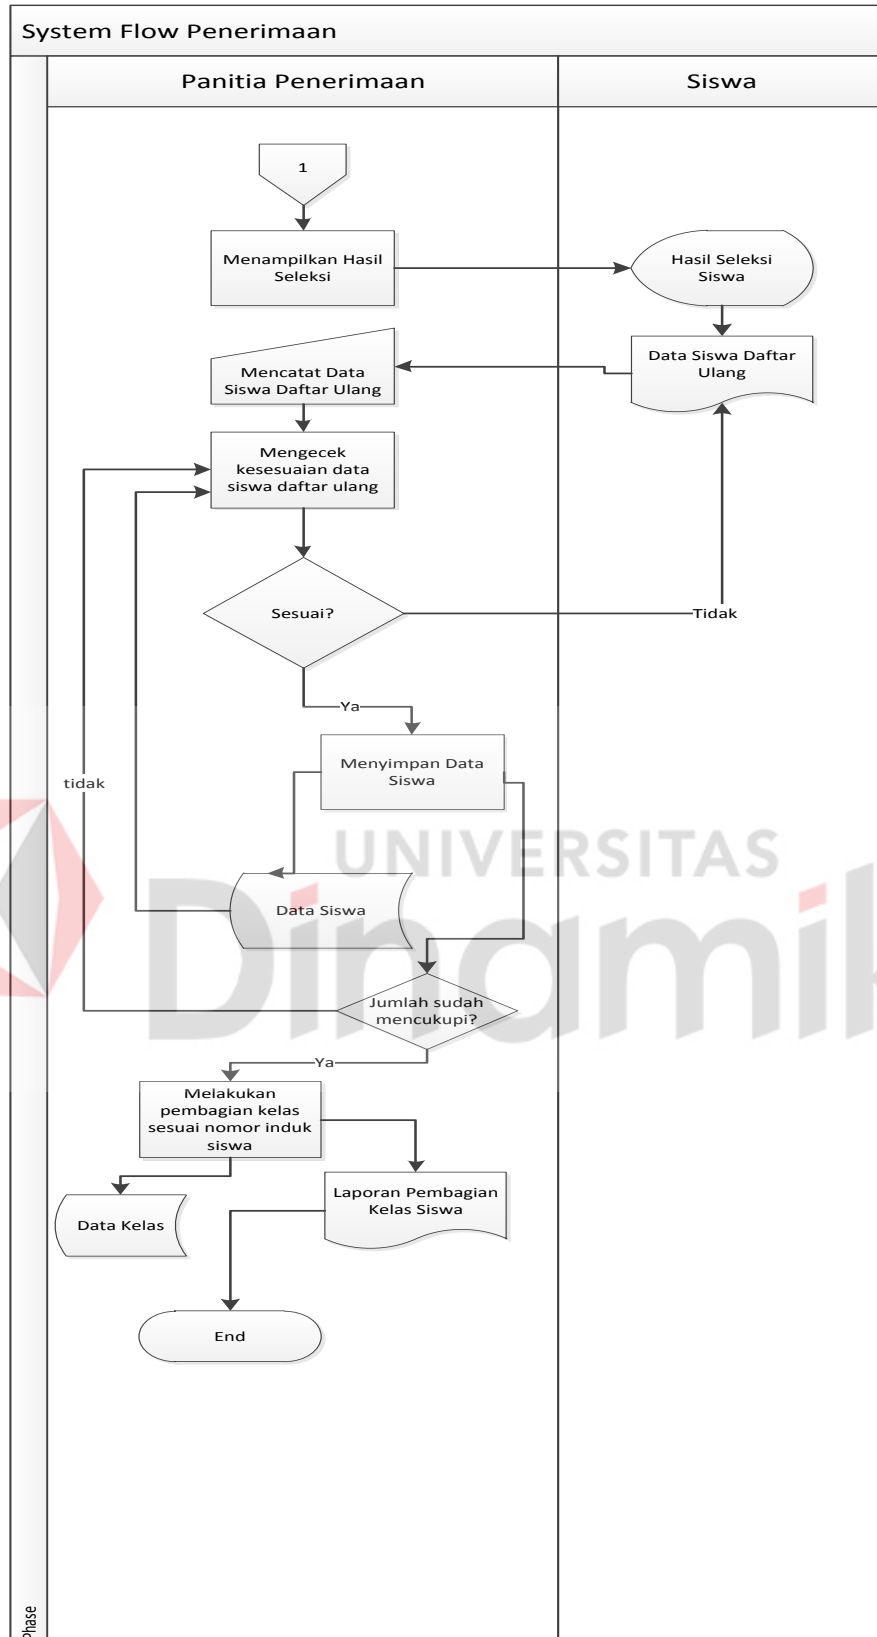 System Flow Penerimaan
Panitia Penerimaan
Siswa
1
Menampilkan Hasil
Seleksi
Hasil Seleksi
Siswa
Mencatat Data
Siswa Daftar Ulang
Data Siswa Daftar
Ulang
Mengecek
kesesuaian data
siswa daftar ulang
Sesuai?
Tidak
Ya
Menyimpan Data
Siswa
tidak
UNIVERSITAS
Dinamik
Data Siswa
Jumlah sudah
mencukupi?
Ya
Melakukan
pembagian kelas
sesuai nomor induk
siswa
Laporan Pembagian
Kelas Siswa
Data Kelas
End
Phase